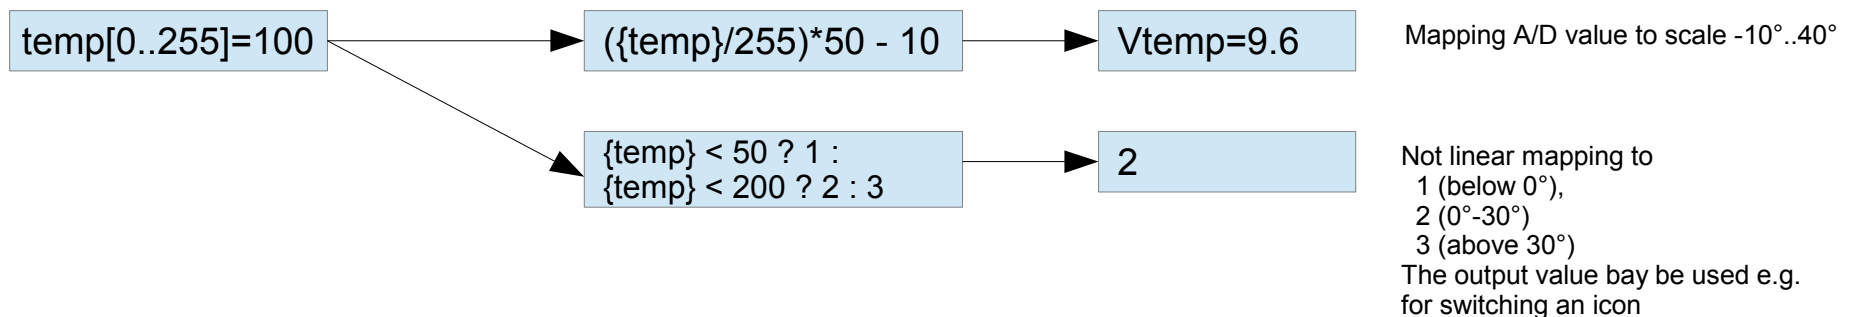 temp[0..255]=100
({temp}/255)*50 - 10
Vtemp=9.6
Mapping A/D value to scale -10°..40°
{temp} < 50 ? 1 :
{temp} < 200 ? 2 : 3
2
Not linear mapping to
1 (below 0°),
2 (0°-30°)
3 (above 30°)
The output value bay be used e.g.
for switching an icon